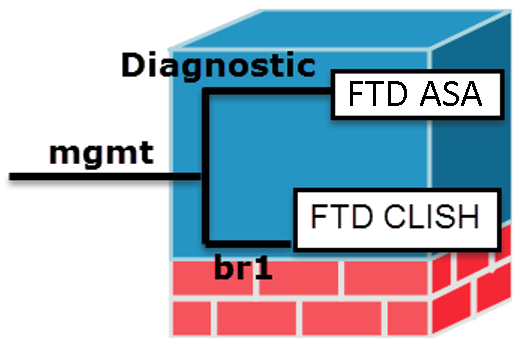 Diagnostic
FTD ASA
mgmt
FTD CLISH
br1